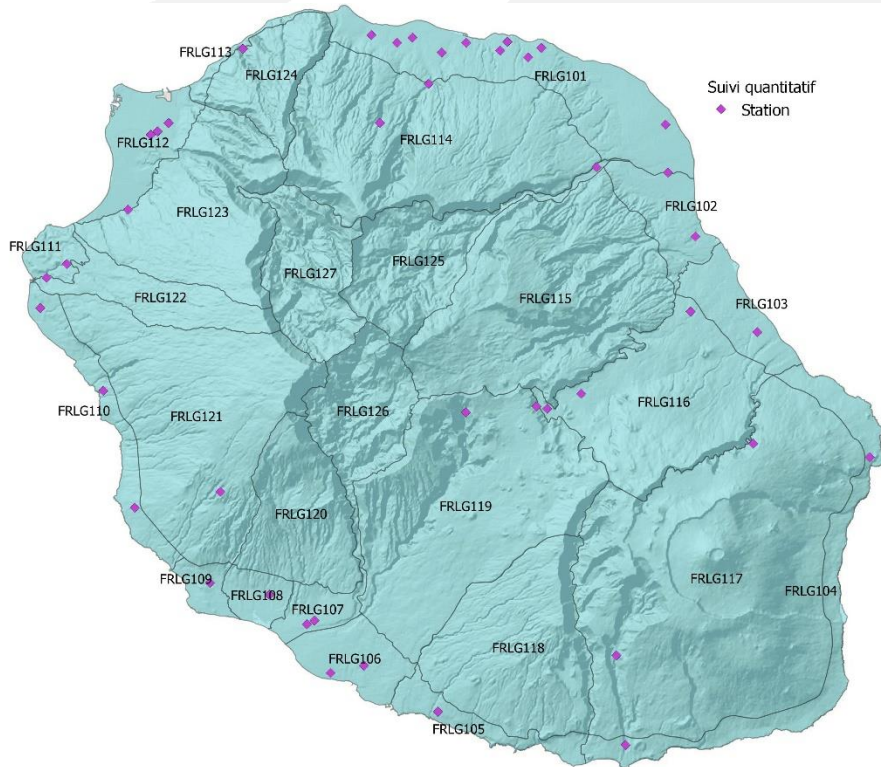 FRLG113
FRLG124
FRLG101
Suivi quantitatif
Station
FRLG112
FRLG114
FRLG123
FRLG102
FRLG111
FRLG127
FRLG125
FRLG122
FRLG115
FRLG103
FRLG110
FRLG121
FRLG126
FRLG116
FRLG119
FRLG120
FRLG109
FRLG108
FRLG107
FRLG117
FRLG104
FRLG118
FRLG106
FRLG105